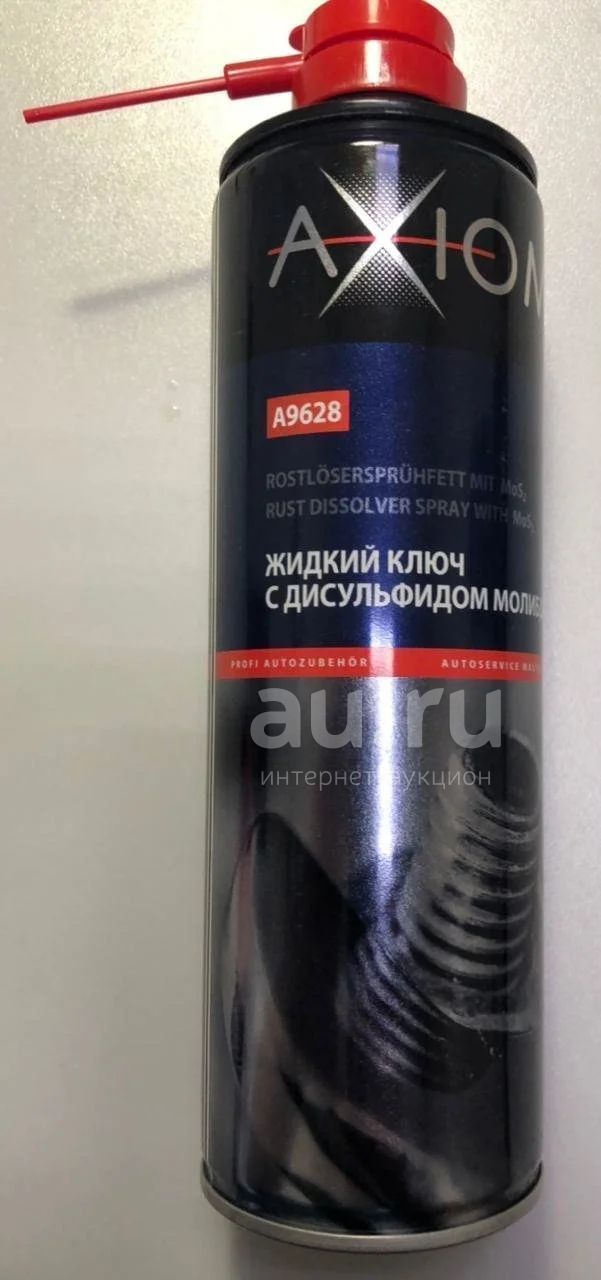 AXION
A9628
ROSTLÖSERSPRÜHFETT MIT MoS2
RUST DISSOLVER SPRAY WITH MoS2
ЖИДКИЙ КЛЮЧ
С ДИСУЛЬФИДОМ
PROFI AUTOZUBEHÖR AUTOSERVICE
au.ru
интернет аукцион